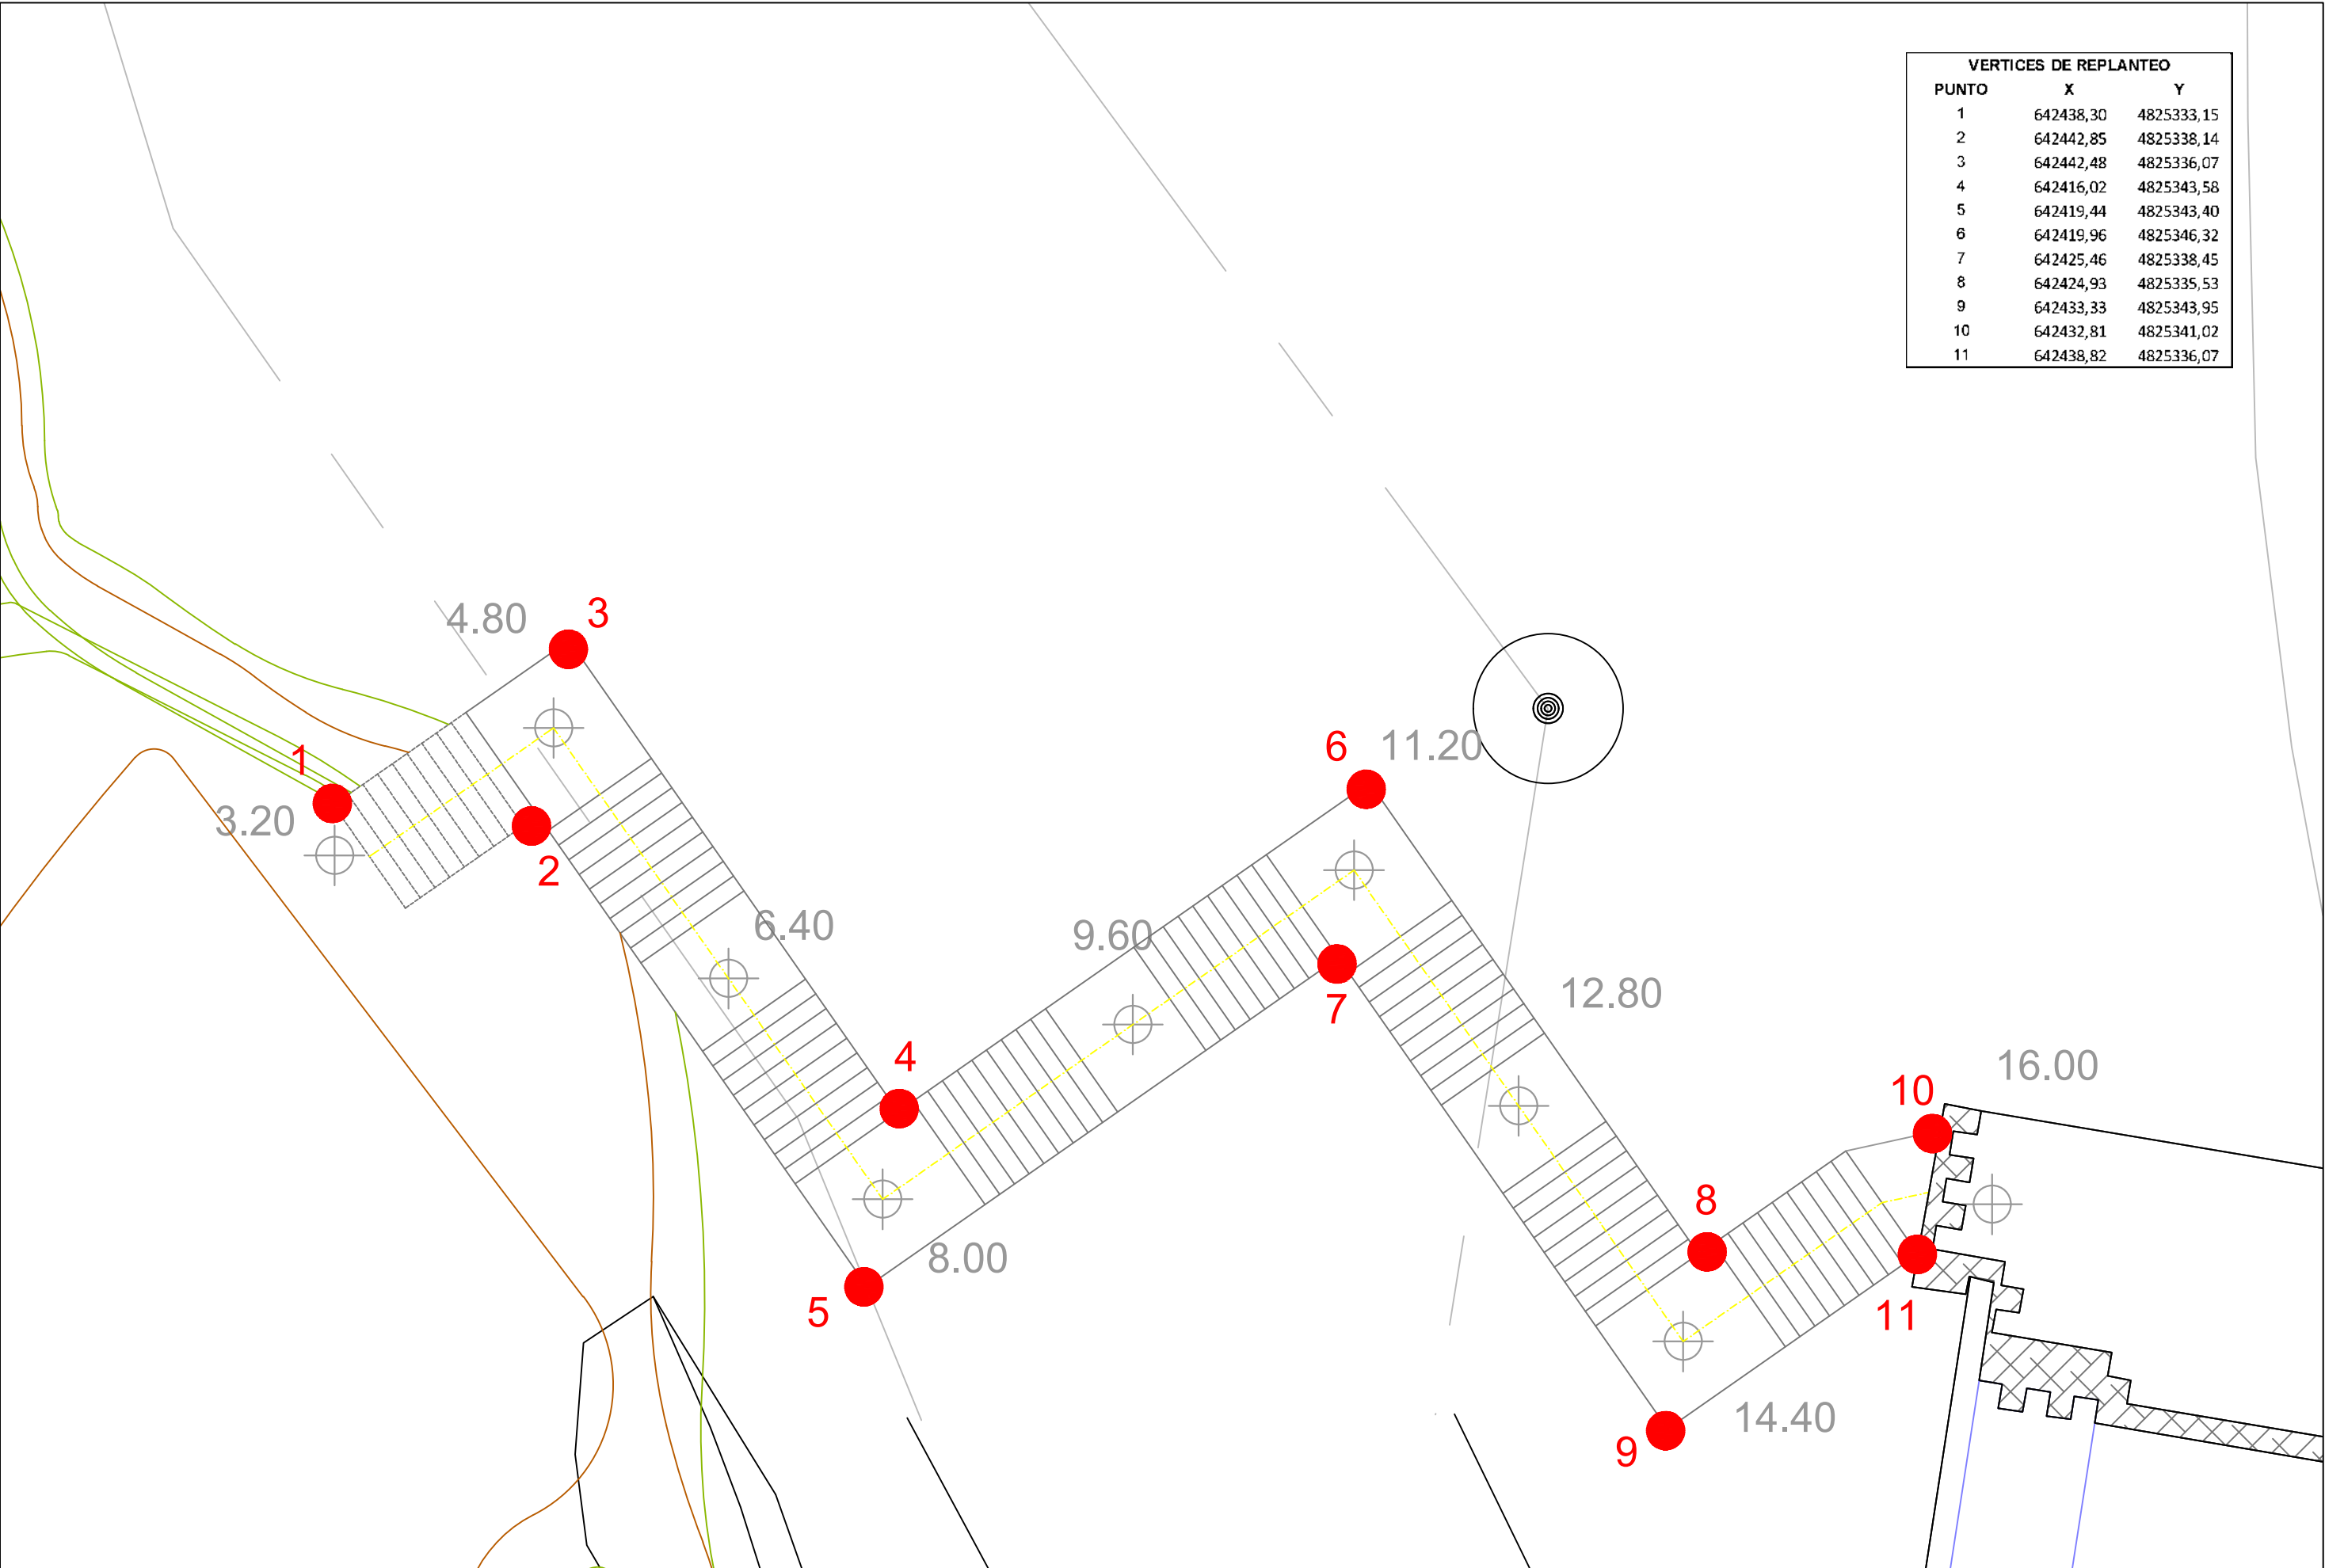 VERTICES DE REPLANTEO
PUNTO X Y
1 642438,30 4825333,15
2 642442,85 4825338,14
3 642442,48 4825336,07
4 642416,02 4825343,58
5 642419,44 4825343,40
6 642419,96 4825346,32
7 642425,46 4825338,45
8 642424,93 4825335,53
9 642433,33 4825343,95
10 642432,81 4825341,02
11 642438,82 4825336,07
4.80
3
1
3.20
2
6
11.20
6.40
9.60
7
12.80
4
10
16.00
8
5
8.00
11
9
14.40